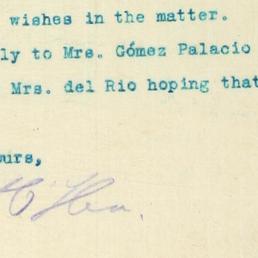 wishes in the matter.
ly to Mrs. Gómez Palacio
Mrs. del Rio hoping that
ours,